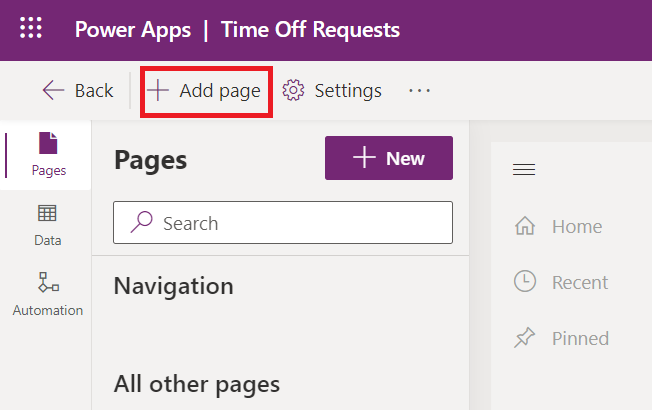 Power Apps | Time Off Requests
Back
Add page
Settings
Pages
Data
Automation
Pages
New
Search
Navigation
All other pages
Home
Recent
Pinned